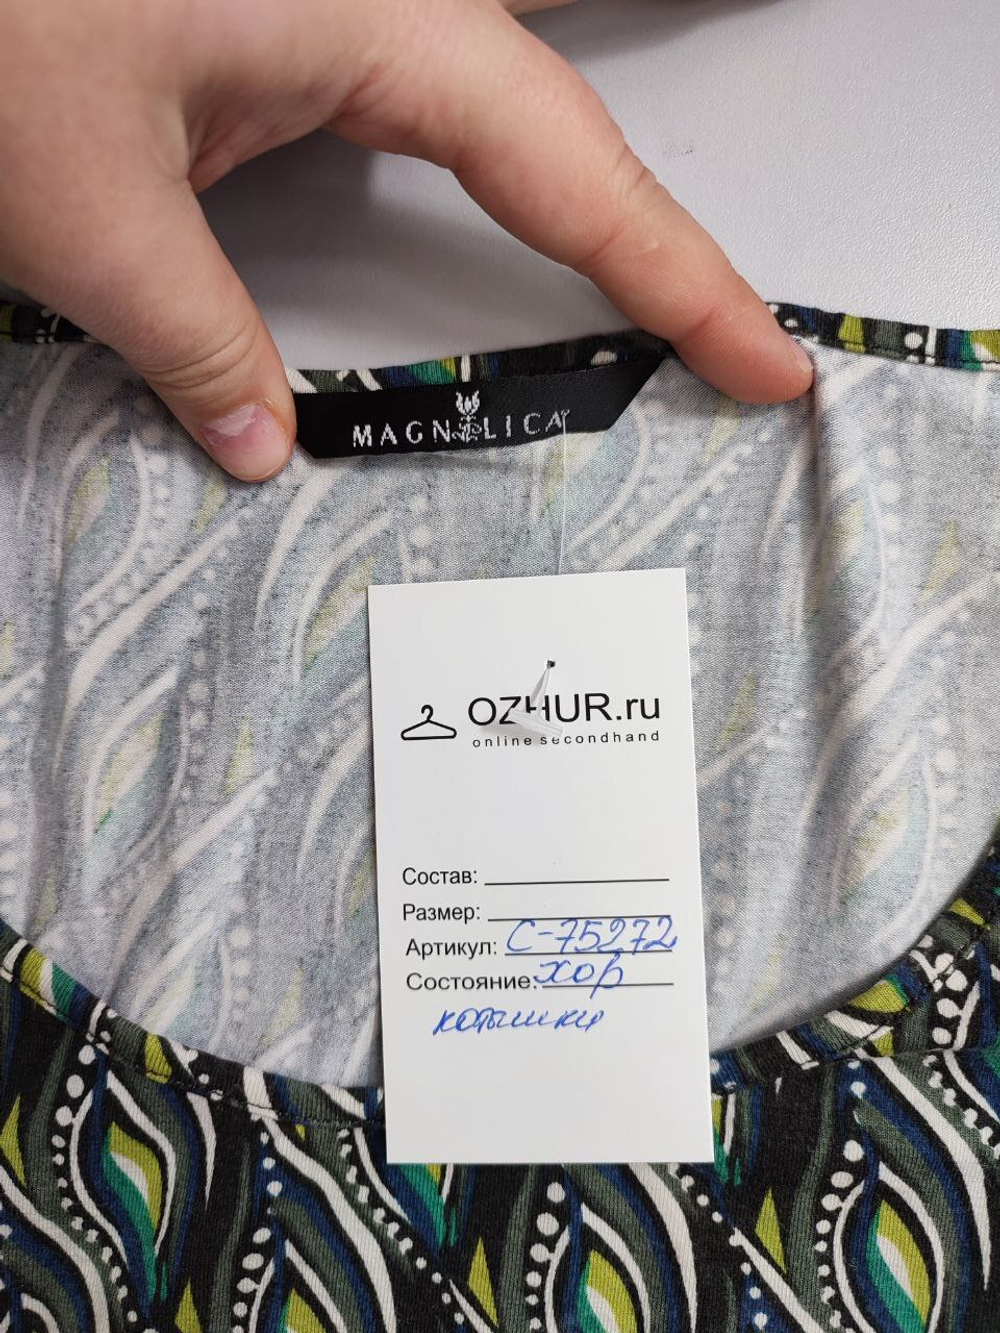 MAGNOLICA
OZHUR.ru
online secondhand
Состав:
Размер:
Артикул: С-75272
Состояние: хор
катышки